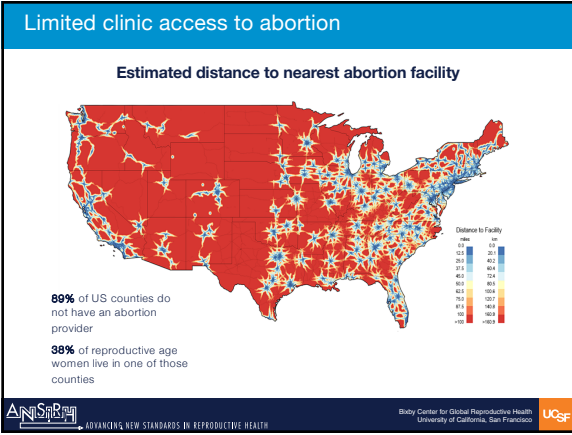 Limited clinic access to abortion
Estimated distance to nearest abortion facility
Distance to Facility
miles km
0.0 0.0
12.5 20.1
25.0 40.2
37.5 60.4
45.0 72.4
50.0 80.5
62.5 100.6
75.0 120.7
87.5 140.8
100 160.9
>100 >160.9
89% of US counties do
not have an abortion
provider
38% of reproductive age
women live in one of those
counties
ANSIRH
ADVANCING NEW STANDARDS IN REPRODUCTIVE HEALTH
Bixby Center for Global Reproductive Health
University of California, San Francisco
UCSF